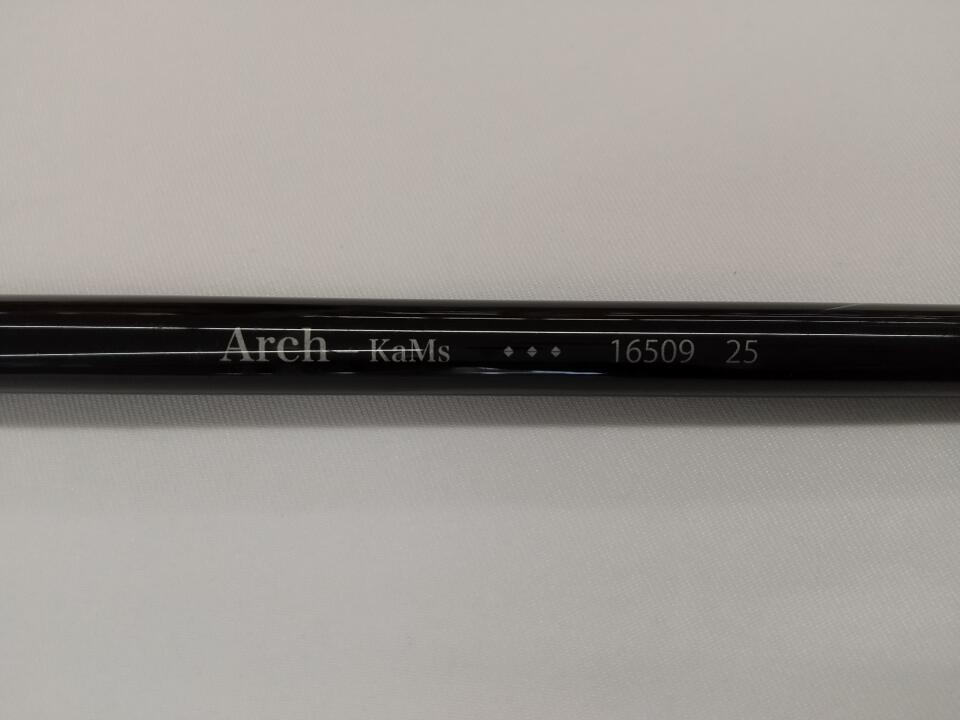 Arch KaMs ♦♦♦ 16509 25